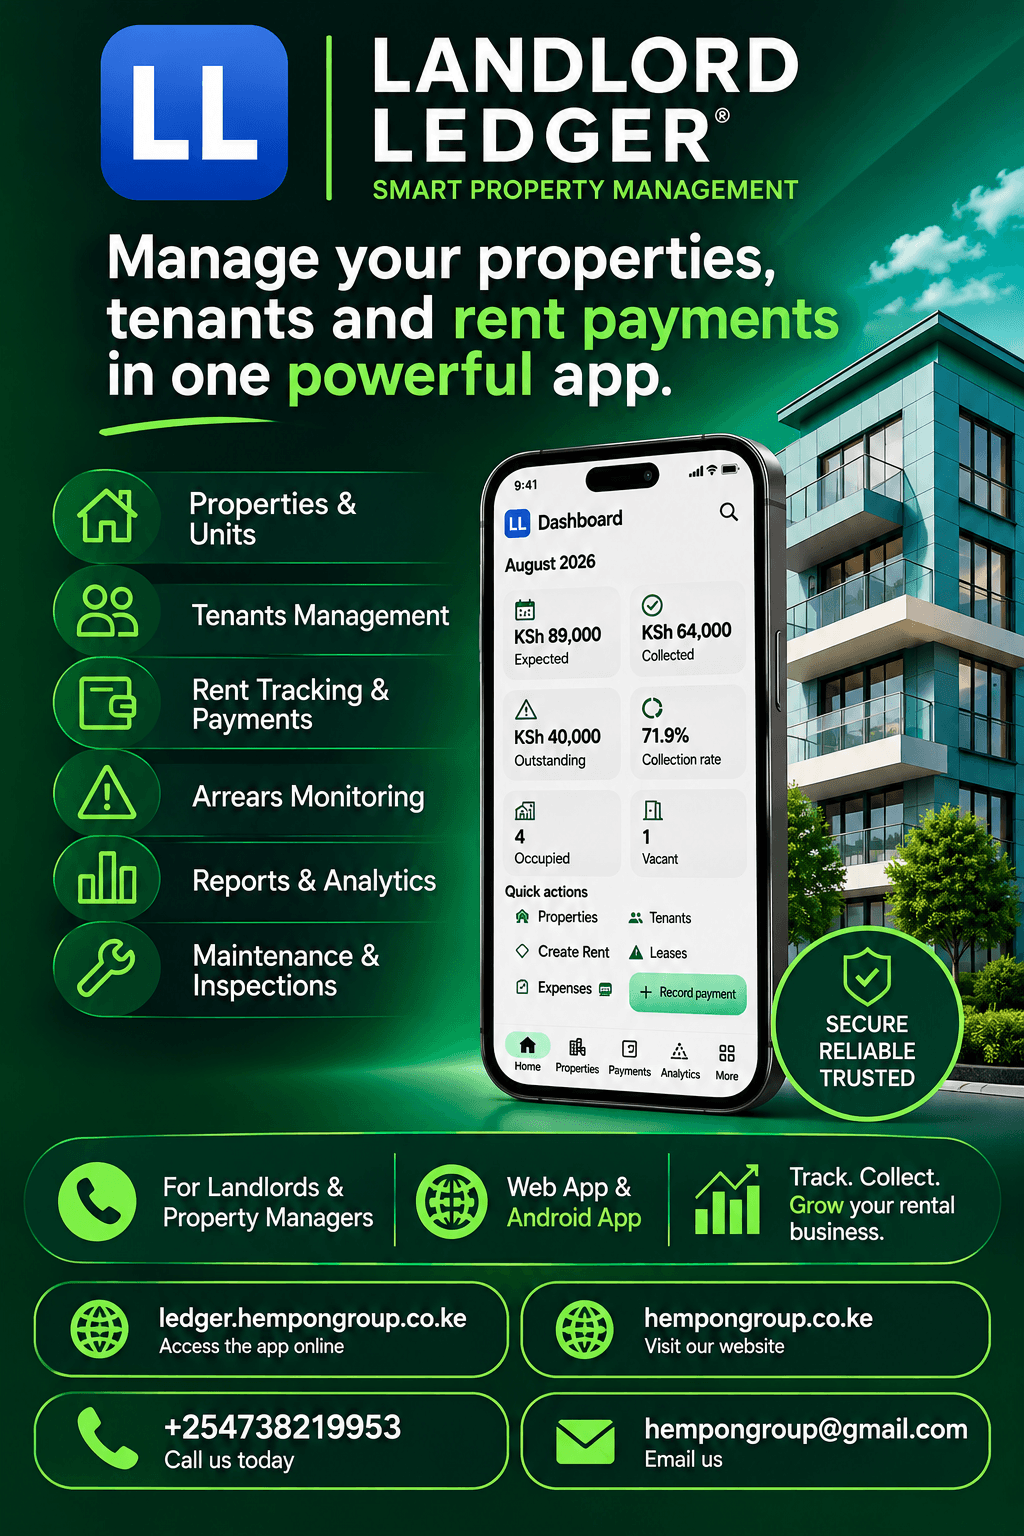 LL
LANDLORD
LEDGER®
SMART PROPERTY MANAGEMENT
Manage your properties,
tenants and rent payments
in one powerful app.
Properties &
Units
Tenants Management
Rent Tracking &
Payments
Arrears Monitoring
Reports & Analytics
Maintenance &
Inspections
9:41
LL Dashboard
August 2026
KSh 89,000
Expected
KSh 64,000
Collected
KSh 40,000
Outstanding
71.9%
Collection rate
4
Occupied
1
Vacant
Quick actions
Properties
Tenants
Create Rent
Leases
Expenses
+ Record payment
Home
Properties
Payments
Analytics
More
SECURE
RELIABLE
TRUSTED
For Landlords &
Property Managers
Web App &
Android App
Track. Collect.
Grow your rental
business.
ledger.hempongroup.co.ke
Access the app online
hempongroup.co.ke
Visit our website
+254738219953
Call us today
hempongroup@gmail.com
Email us